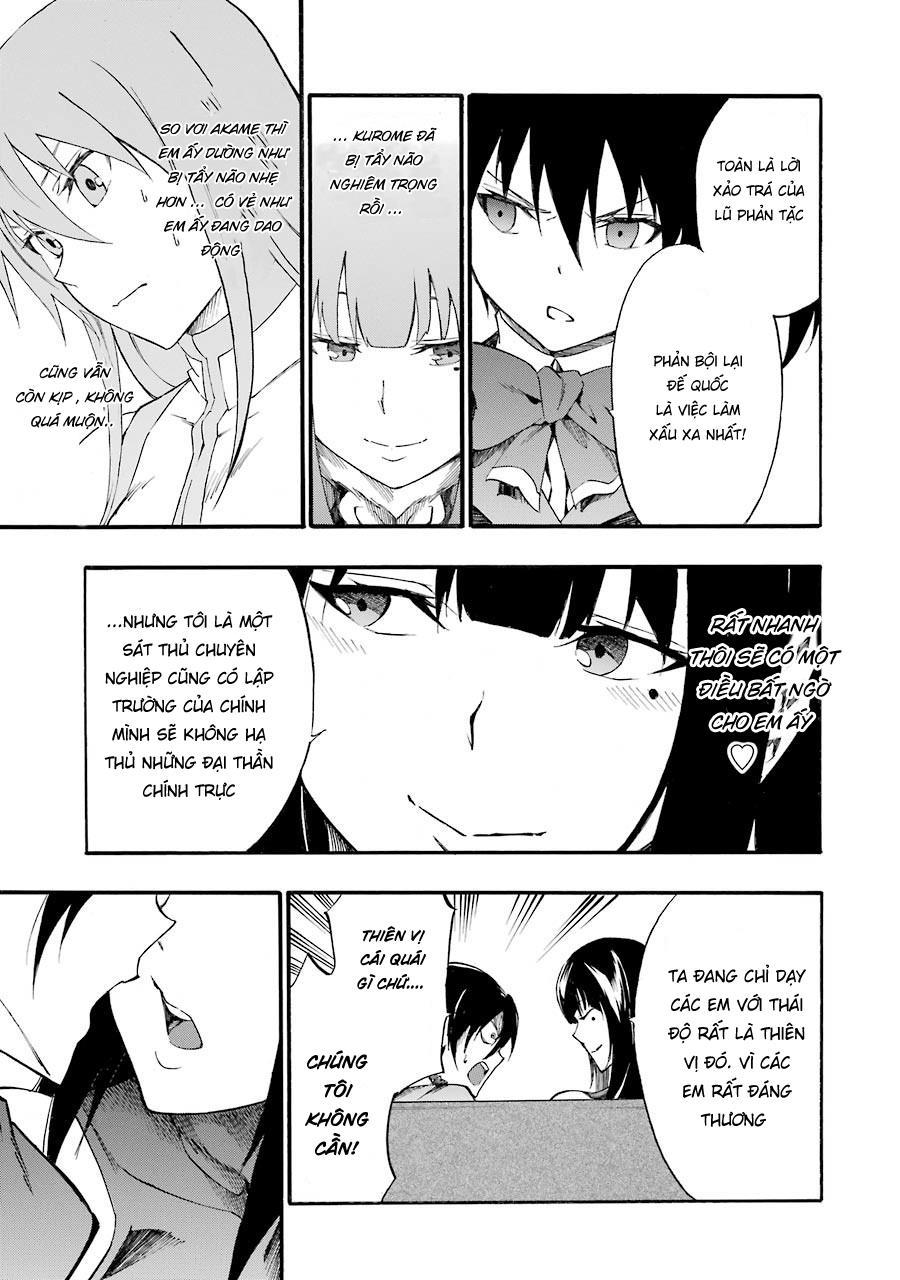 TOÀN LÀ LỜI
XẢO TRÁ CỦA
LŨ PHẢN TẶC
PHẢN BỘI LẠI
ĐẾ QUỐC
LÀ VIỆC LÀM
XẤU XA NHẤT!
... KUROME ĐÃ
BỊ TẨY NÃO
NGHIÊM TRỌNG
RỒI ...
SO VƠI AKAME THÌ
EM ẤY DƯỜNG NHƯ
BỊ TẨY NÃO NHẸ
HƠN ... CÓ VẺ NHƯ
EM ẤY ĐANG DAO
ĐỘNG
CŨNG VẪN
CÒN KỊP , KHÔNG
QUÁ MUỘN..
RẤT NHANH
THÔI SẼ CÓ MỘT
ĐIỀU BẤT NGỜ
CHO EM ẤY
♡
...NHƯNG TÔI LÀ MỘT
SÁT THỦ CHUYÊN
NGHIỆP CŨNG CÓ LẬP
TRƯỜNG CỦA CHÍNH
MÌNH SẼ KHÔNG HẠ
THỦ NHỮNG ĐẠI THẦN
CHÍNH TRỰC
TA ĐANG CHỈ DẠY
CÁC EM VỚI THÁI
ĐỘ RẤT LÀ THIÊN
VỊ ĐÓ. VÌ CÁC
EM RẤT ĐÁNG
THƯƠNG
THIÊN VỊ
CÁI QUÁI
GÌ CHỨ....
CHÚNG
TÔI
KHÔNG
CẦN!